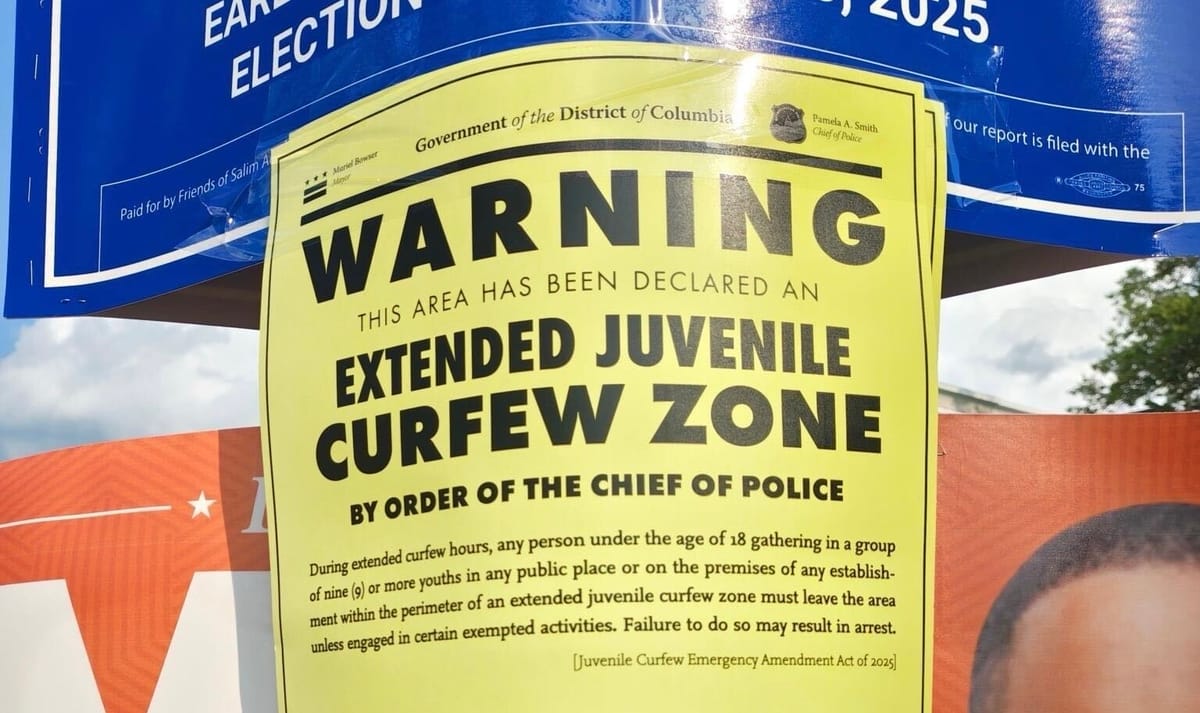 ELECTION
, 2025
Paid for by Friends of Salim
our report is filed with the
75
Government of the District of Columbia
Muriel Bowser
Mayor
Pamela A. Smith
Chief of Police
WARNING
THIS AREA HAS BEEN DECLARED AN
EXTENDED JUVENILE
CURFEW ZONE
BY ORDER OF THE CHIEF OF POLICE
During extended curfew hours, any person under the age of 18 gathering in a group
of nine (9) or more youths in any public place or on the premises of any establish-
ment within the perimeter of an extended juvenile curfew zone must leave the area
unless engaged in certain exempted activities. Failure to do so may result in arrest.
[Juvenile Curfew Emergency Amendment Act of 2025]